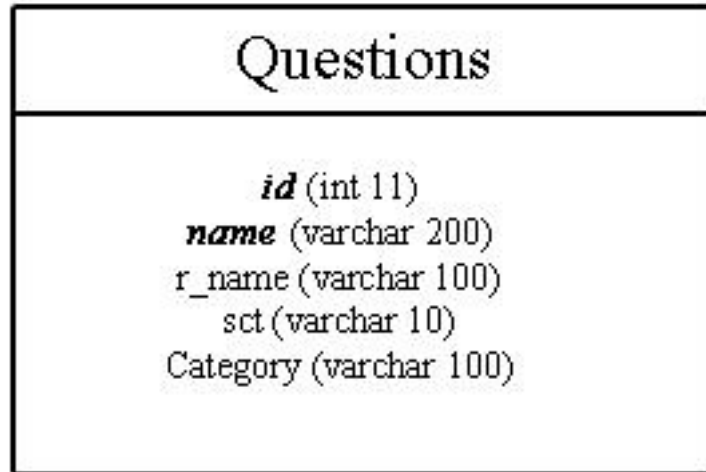 Questions
id (int 11)
name (varchar 200)
r_name (varchar 100)
sct (varchar 10)
Category (varchar 100)